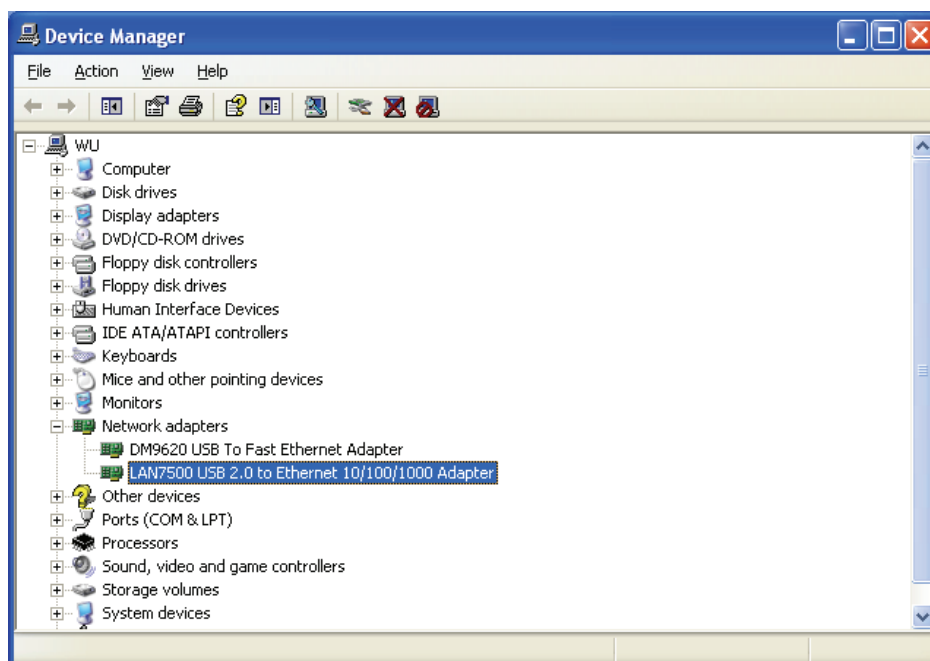 Device Manager
File Action View Help
WU
Computer
Disk drives
Display adapters
DVD/CD-ROM drives
Floppy disk controllers
Floppy disk drives
Human Interface Devices
IDE ATA/ATAPI controllers
Keyboards
Mice and other pointing devices
Monitors
Network adapters
DM9620 USB To Fast Ethernet Adapter
LAN7500 USB 2.0 to Ethernet 10/100/1000 Adapter
Other devices
Ports (COM & LPT)
Processors
Sound, video and game controllers
Storage volumes
System devices